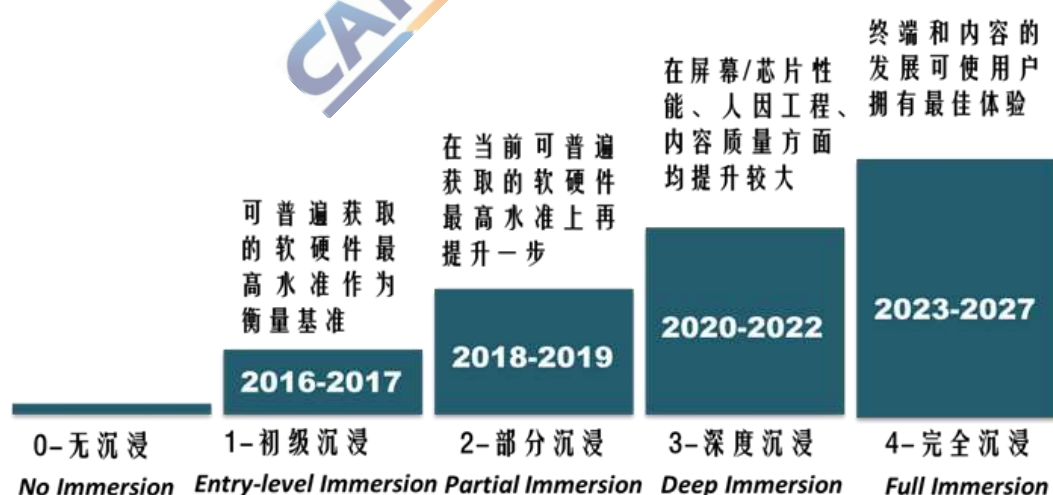 可普遍获取
的软硬件最
高水准作为
衡量基准
在当前可普遍
获取的软硬件
最高水准上再
提升一步
在屏幕/芯片性
能、人因工程、
内容质量方面
均提升较大
终端和内容的
发展可使用户
拥有最佳体验
2016-2017
2018-2019
2020-2022
2023-2027
0-无沉浸
1-初级沉浸
2-部分沉浸
3-深度沉浸
4-完全沉浸
No Immersion
Entry-level Immersion
Partial Immersion
Deep Immersion
Full Immersion